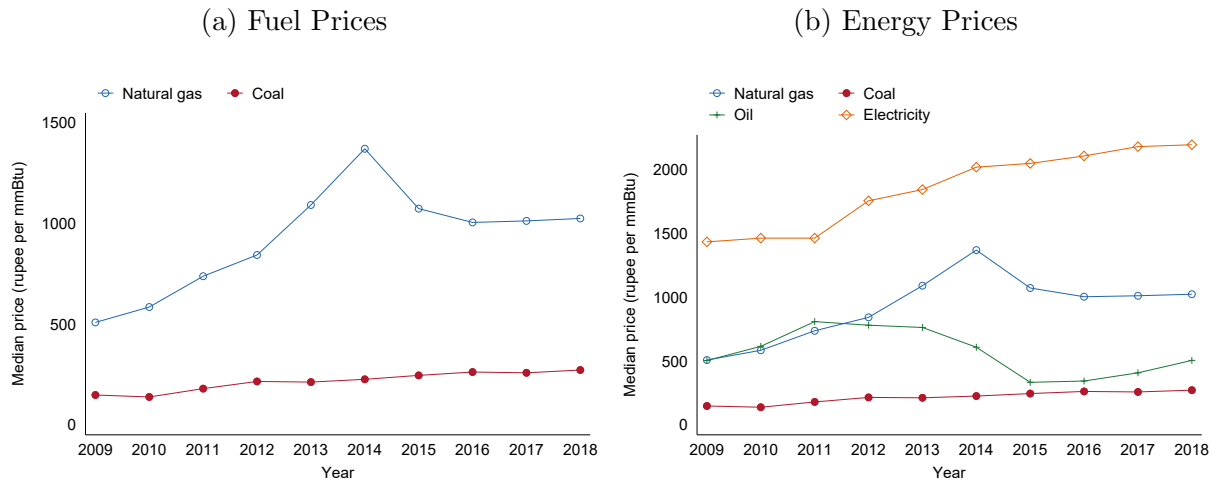 (a) Fuel Prices
Natural gas
Coal
1500
1000
500
0
Median price (rupee per mmBtu)
2009 2010 2011 2012 2013 2014 2015 2016 2017 2018
Year
(b) Energy Prices
Natural gas
Coal
Oil
Electricity
2000
1500
1000
500
0
Median price (rupee per mmBtu)
2009 2010 2011 2012 2013 2014 2015 2016 2017 2018
Year